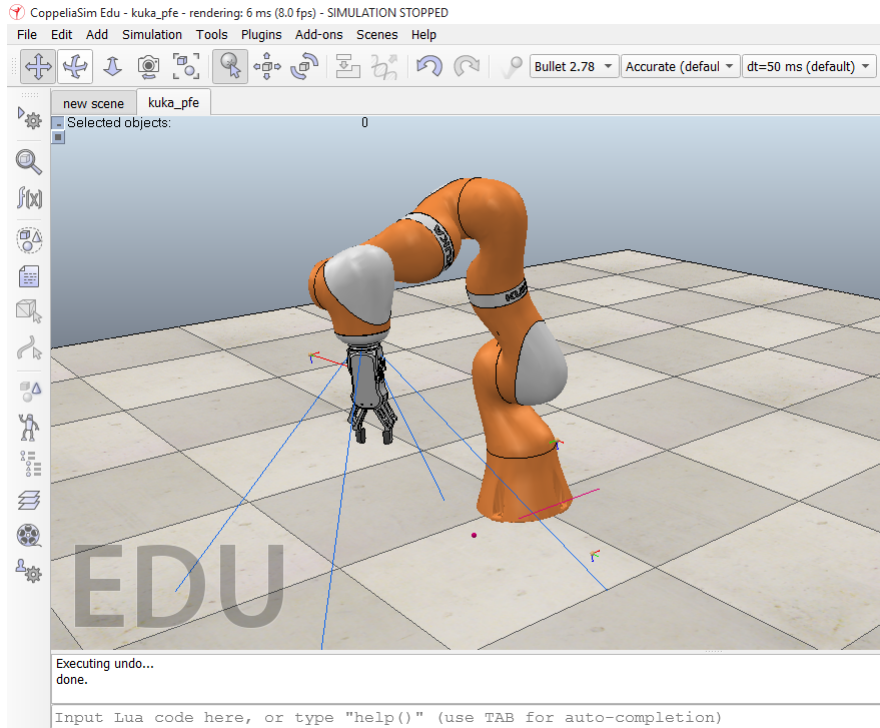 CoppeliaSim Edu - kuka_pfe - rendering: 6 ms (8.0 fps) - SIMULATION STOPPED
File Edit Add Simulation Tools Plugins Add-ons Scenes Help
Bullet 2.78 Accurate (defaul dt=50 ms (default)
new scene kuka_pfe
Selected objects: 0
f(x)
KUKA
EDU
Executing undo...
done.
Input Lua code here, or type "help()" (use TAB for auto-completion)